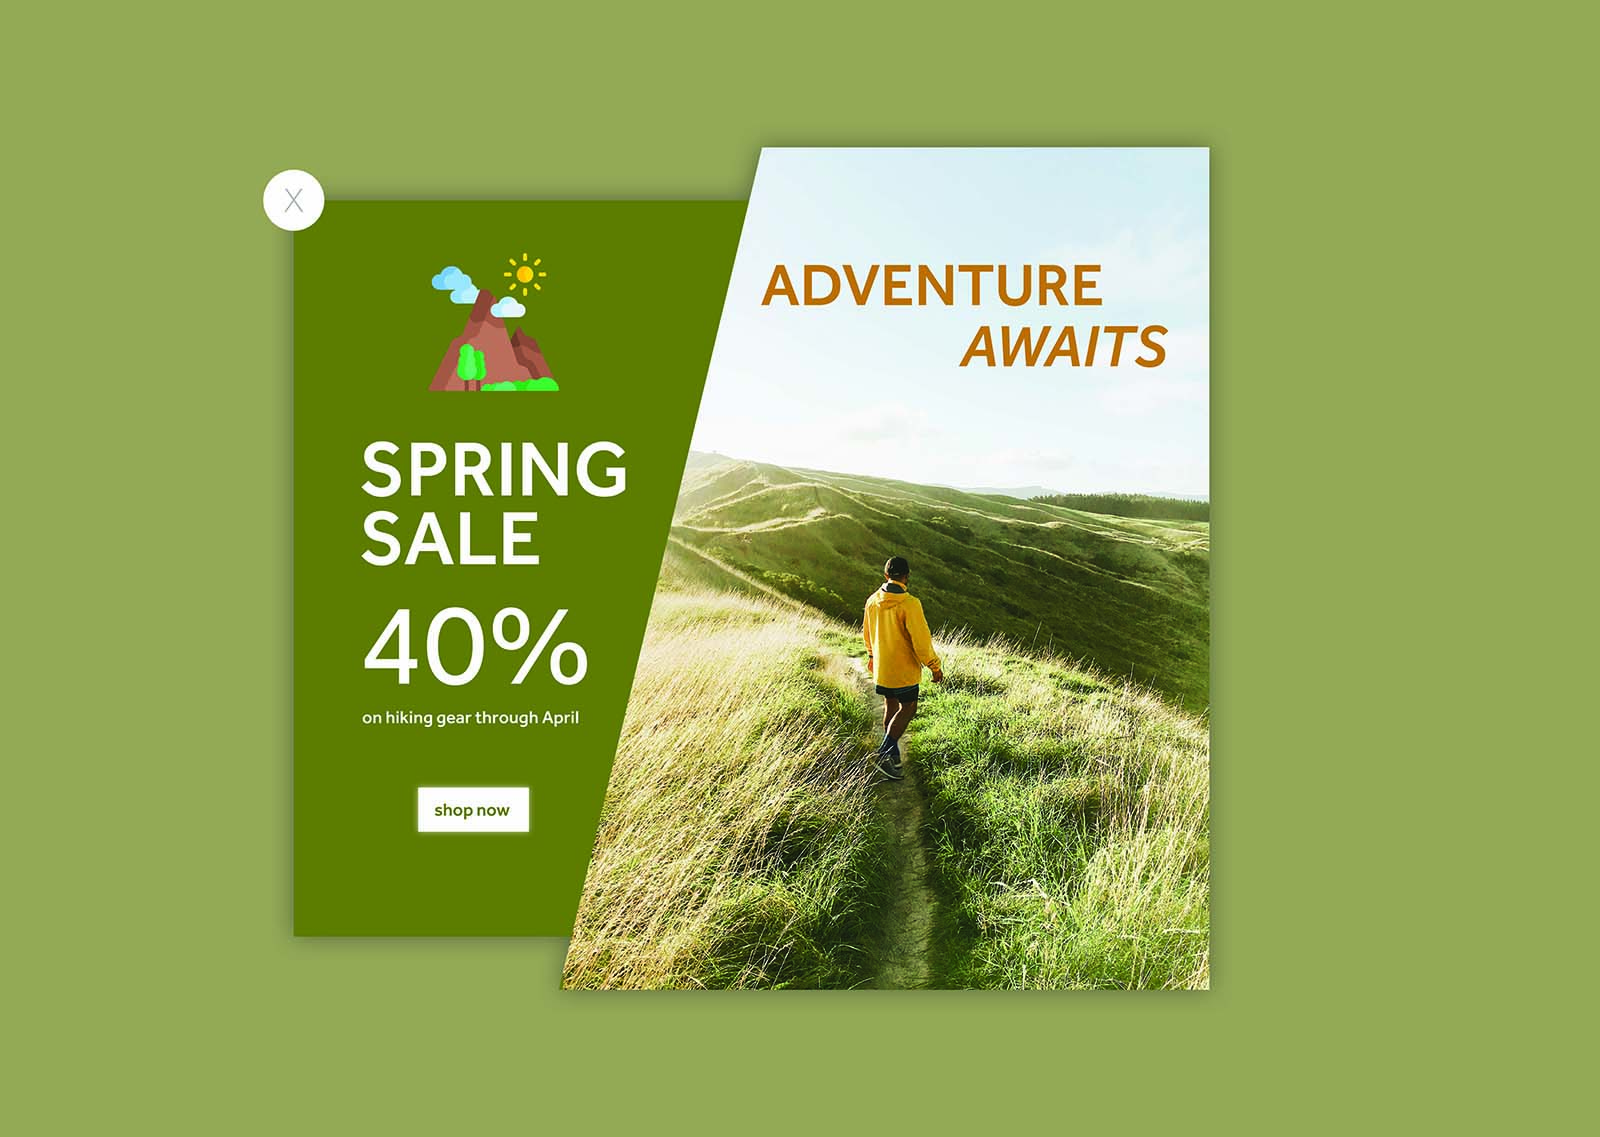 X
SPRING
SALE
40%
on hiking gear through April
shop now
ADVENTURE
AWAITS